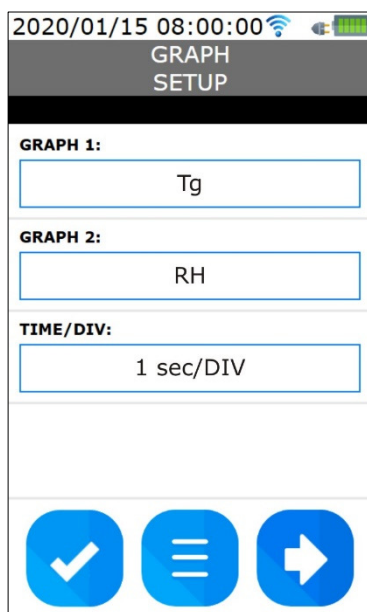 2020/01/15 08:00:00
GRAPH
SETUP
GRAPH 1:
Tg
GRAPH 2:
RH
TIME/DIV:
1 sec/DIV